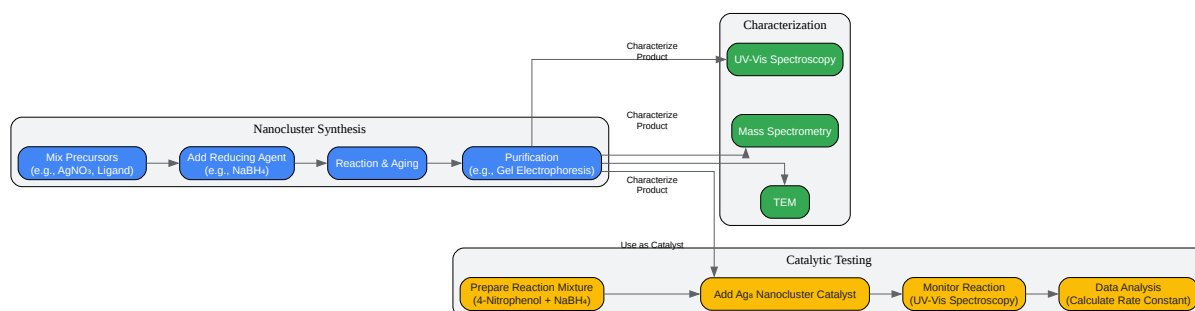 Characterization
Characterize
Product
UV-Vis Spectroscopy
Nanocluster Synthesis
Characterize
Product
Mass Spectrometry
Mix Precursors
(e.g., AgNO₃, Ligand)
Add Reducing Agent
(e.g., NaBH₄)
Reaction & Aging
Purification
(e.g., Gel Electrophoresis)
Characterize
Product
TEM
Use as Catalyst
Catalytic Testing
Prepare Reaction Mixture
(4-Nitrophenol + NaBH₄)
Add Ag₈ Nanocluster Catalyst
Monitor Reaction
(UV-Vis Spectroscopy)
Data Analysis
(Calculate Rate Constant)